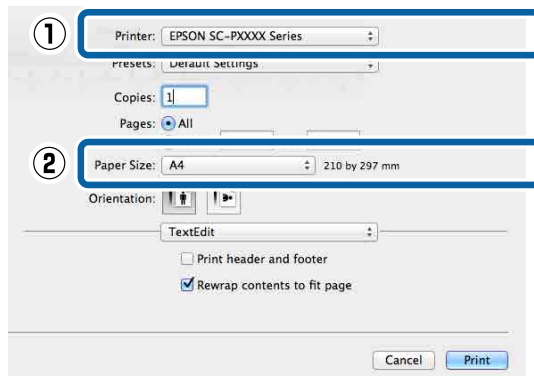 1
Printer: EPSON SC-PXXXX Series
Presets: Default Settings
Copies: 1
Pages: All
2
Paper Size: A4 210 by 297 mm
Orientation:
TextEdit
Print header and footer
Rewrap contents to fit page
Cancel Print